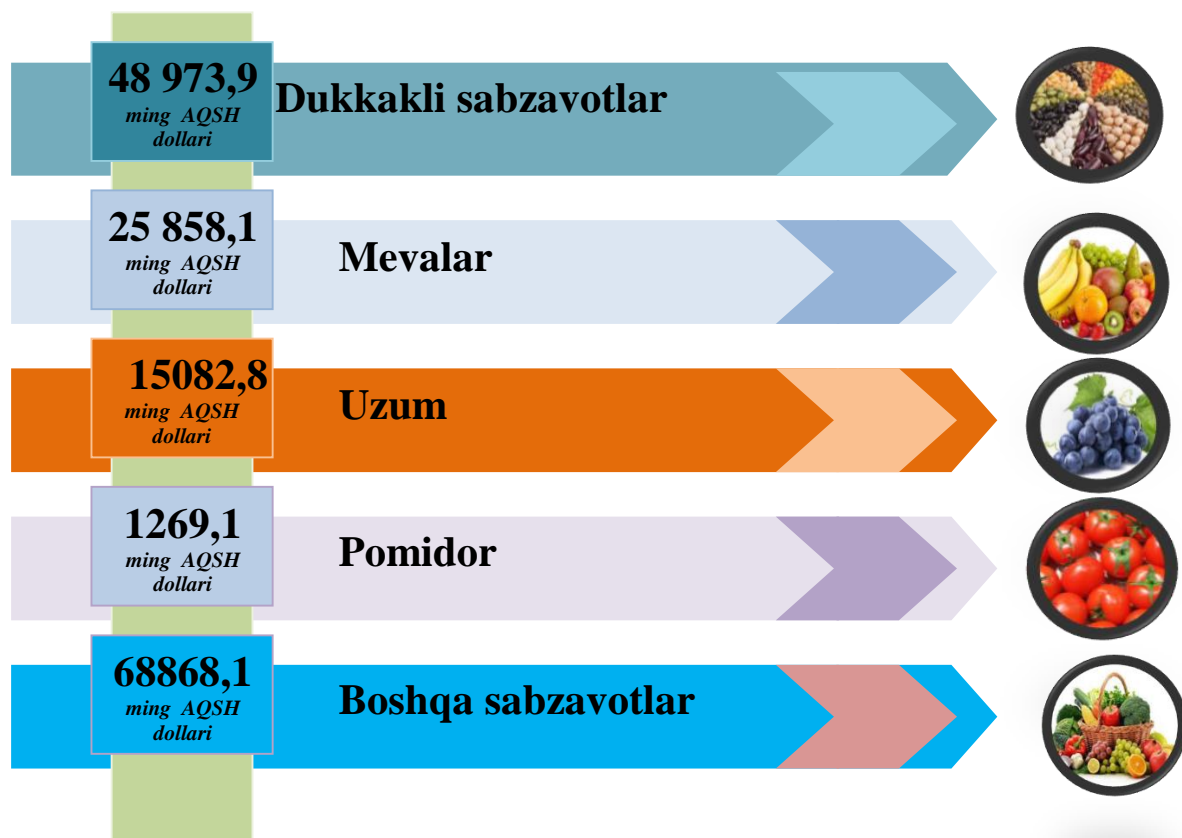 48 973,9
ming AQSH
dollari
Dukkakli sabzavotlar
25 858,1
ming AQSH
dollari
Mevalar
15082,8
ming AQSH
dollari
Uzum
1269,1
ming AQSH
dollari
Pomidor
68868,1
ming AQSH
dollari
Boshqa sabzavotlar